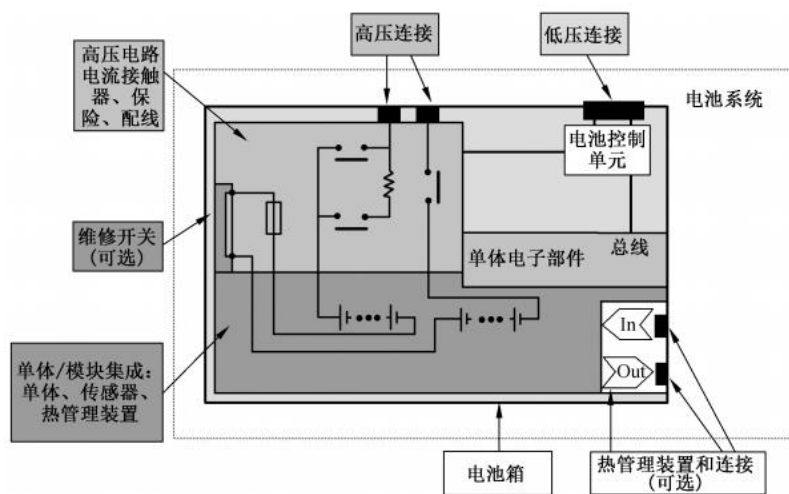 高压电路
电流接触
器、保
险、配线
高压连接
低压连接
电池系统
电池控制
单元
维修开关
(可选)
单体电子部件
总线
单体/模块集成:
单体、传感器、
热管理装置
In
Out
电池箱
热管理装置和连接
(可选)